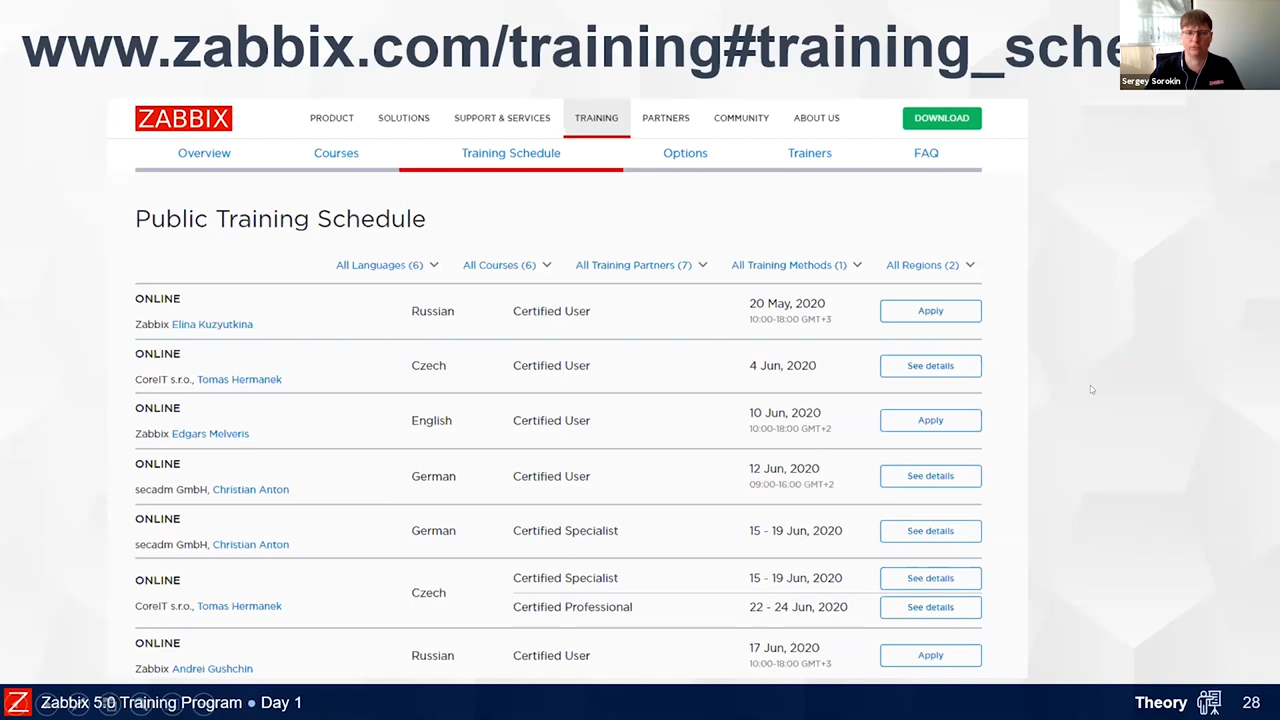 www.zabbix.com/training#training_sche
Sergey Sorokin
ZABBIX PRODUCT SOLUTIONS SUPPORT & SERVICES TRAINING PARTNERS COMMUNITY ABOUT US DOWNLOAD
Overview Courses Training Schedule Options Trainers FAQ
Public Training Schedule
All Languages (6) All Courses (6) All Training Partners (7) All Training Methods (1) All Regions (2)
ONLINE
Zabbix Elina Kuzyutkina
Russian
Certified User
20 May, 2020
10:00-18:00 GMT+3
Apply
ONLINE
CoreIT s.r.o., Tomas Hermanek
Czech
Certified User
4 Jun, 2020
See details
ONLINE
Zabbix Edgars Melveris
English
Certified User
10 Jun, 2020
10:00-18:00 GMT+2
Apply
ONLINE
secadm GmbH, Christian Anton
German
Certified User
12 Jun, 2020
09:00-16:00 GMT+2
See details
ONLINE
secadm GmbH, Christian Anton
German
Certified Specialist
15 - 19 Jun, 2020
See details
ONLINE
CoreIT s.r.o., Tomas Hermanek
Czech
Certified Specialist
15 - 19 Jun, 2020
See details
Certified Professional
22 - 24 Jun, 2020
See details
ONLINE
Zabbix Andrei Gushchin
Russian
Certified User
17 Jun, 2020
10:00-18:00 GMT+3
Apply
Z Zabbix 5.0 Training Program • Day 1
Theory 28